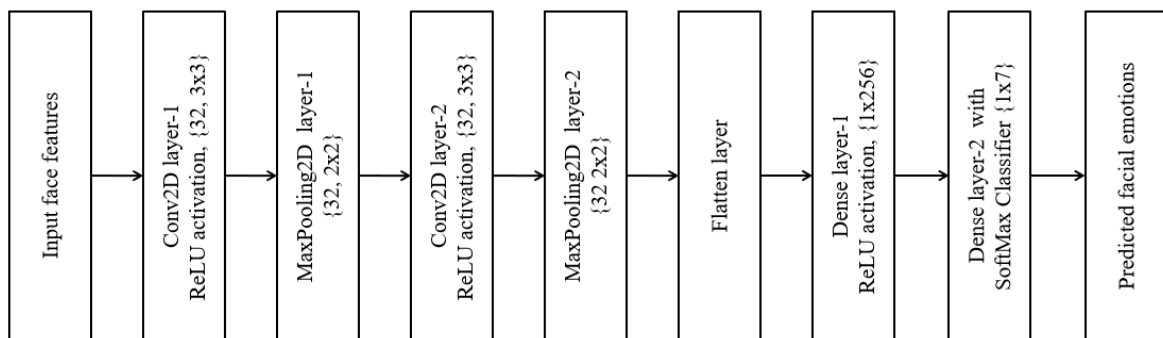 Input face features
Conv2D layer-1
ReLU activation, {32, 3x3}
MaxPooling2D layer-1
{32, 2x2}
Conv2D layer-2
ReLU activation, {32, 3x3}
MaxPooling2D layer-2
{32 2x2}
Flatten layer
Dense layer-1
ReLU activation, {1x256}
Dense layer-2 with
SoftMax Classifier {1x7}
Predicted facial emotions